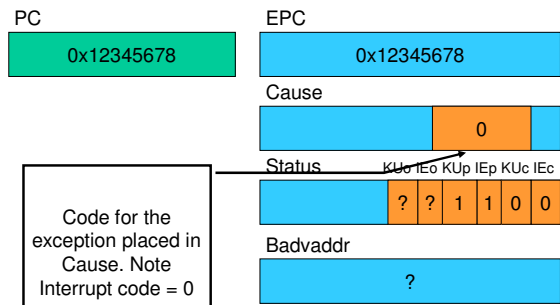 PC
EPC
0x12345678
0x12345678
Cause
0
Status
KUo IEo KUp IEp KUc IEc
? ? 1 1 0 0
Code for the
exception placed in
Cause. Note
Interrupt code = 0
Badvaddr
?